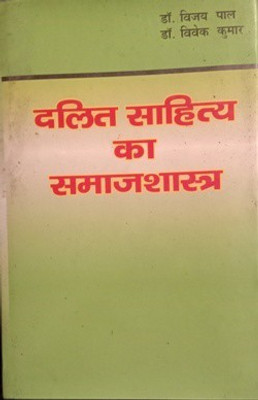 डॉ. विजय पाल
डॉ. विवेक कुमार
दलित साहित्य
का
समाजशास्त्र